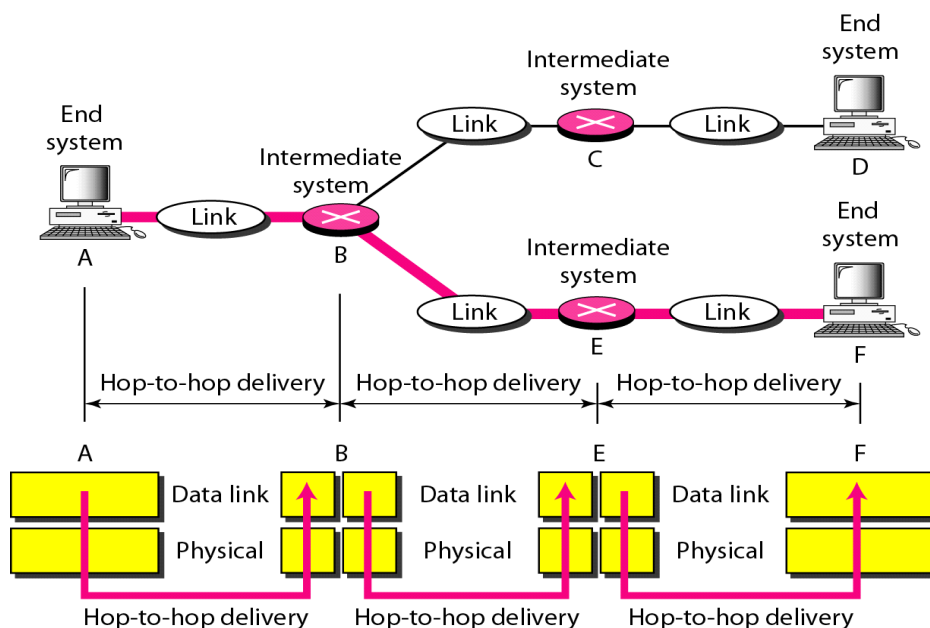 End
system
Intermediate
system
Link
Link
C
D
End
system
Intermediate
system
Link
A
B
End
system
Intermediate
system
Link
Link
E
F
Hop-to-hop delivery
Hop-to-hop delivery
Hop-to-hop delivery
A
B
E
F
Data link
Data link
Data link
Physical
Physical
Physical
Hop-to-hop delivery
Hop-to-hop delivery
Hop-to-hop delivery